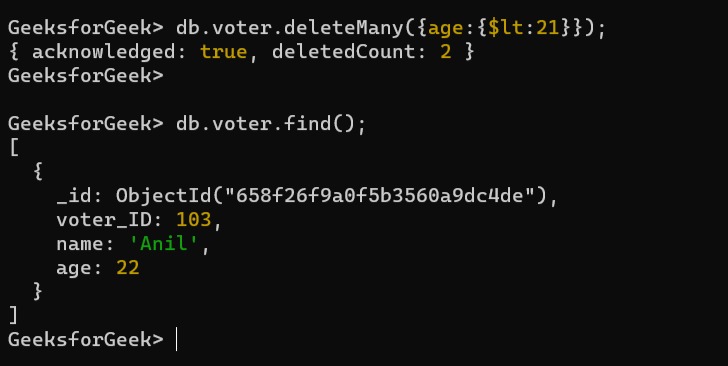 GeeksforGeek> db.voter.deleteMany({age:{$lt:21}});
{ acknowledged: true, deletedCount: 2 }
GeeksforGeek>
GeeksforGeek> db.voter.find();
[
  {
    _id: ObjectId("658f26f9a0f5b3560a9dc4de"),
    voter_ID: 103,
    name: 'Anil',
    age: 22
  }
]
GeeksforGeek>